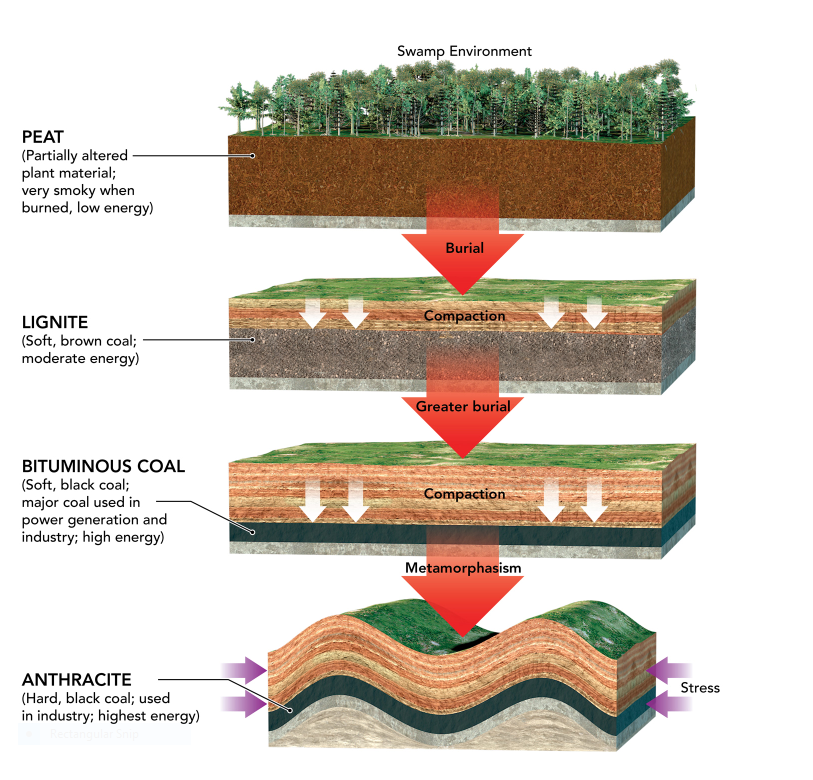 Swamp Environment
PEAT
(Partially altered
plant material;
very smoky when
burned, low energy)
Burial
LIGNITE
(Soft, brown coal;
moderate energy)
Compaction
Greater burial
BITUMINOUS COAL
(Soft, black coal;
major coal used in
power generation and
industry; high energy)
Compaction
Metamorphasism
ANTHRACITE
(Hard, black coal; used
in industry; highest energy)
Stress
Rectangular Snip